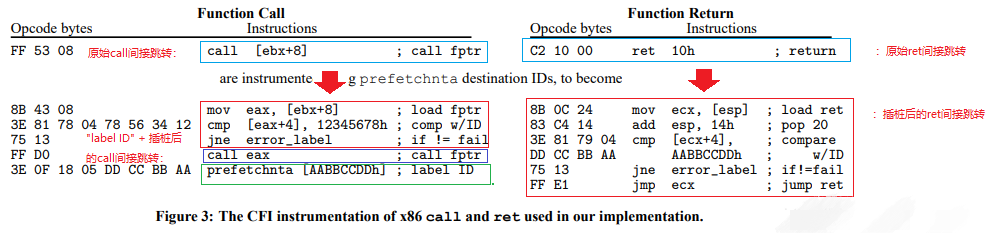 Function Call Function Return
Opcode bytes Instructions Opcode bytes Instructions
FF 53 08 原始call间接跳转: call [ebx+8] ; call fptr C2 10 00 ret 10h ; return : 原始ret间接跳转
are instrumente g prefetchnta destination IDs, to become
8B 43 08 mov eax, [ebx+8] ; load fptr 8B 0C 24 mov ecx, [esp] ; load ret : 插桩后的ret间接跳转
3E 81 78 04 78 56 34 12 cmp [eax+4], 12345678h ; comp w/ID 83 C4 14 add esp, 14h ; pop 20
75 13 "label ID" + 插桩后 jne error_label ; if != fail 3E 81 79 04 cmp [ecx+4], ; compare
FF D0 的call间接跳转: call eax ; call fptr DD CC BB AA AABBCCDDh ; w/ID
3E 0F 18 05 DD CC BB AA prefetchnta [AABBCCDDh] ; label ID 75 13 jne error_label ; if!=fail
FF E1 jmp ecx ; jump ret
Figure 3: The CFI instrumentation of x86 call and ret used in our implementation.